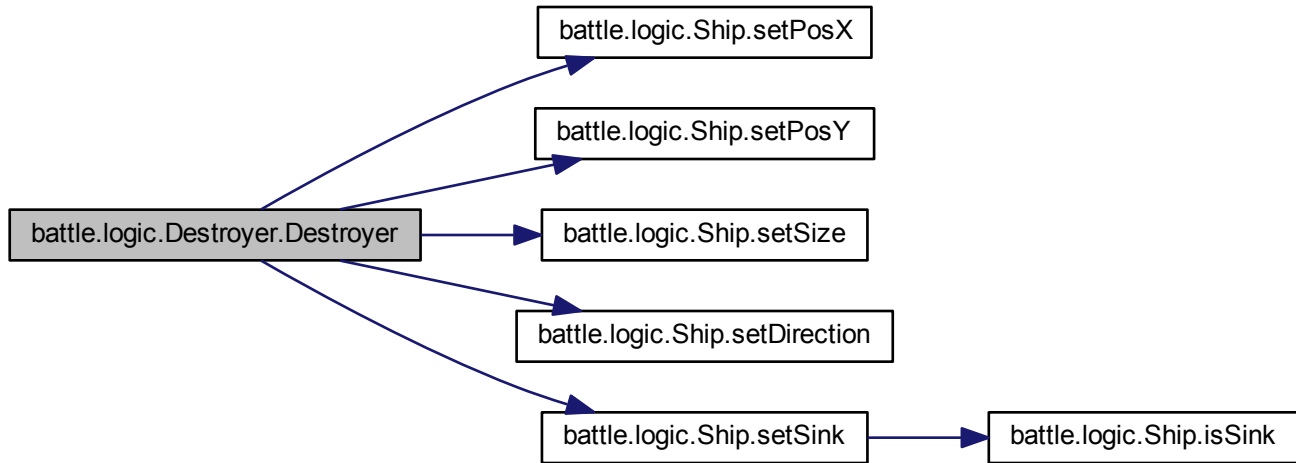 battle.logic.Ship.setPosX
battle.logic.Ship.setPosY
battle.logic.Destroyer.Destroyer
battle.logic.Ship.setSize
battle.logic.Ship.setDirection
battle.logic.Ship.setSink
battle.logic.Ship.isSink